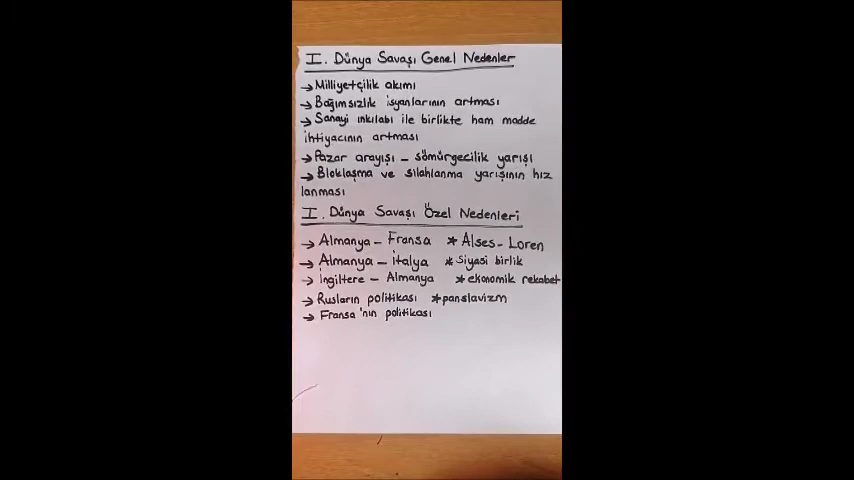 I. Dünya Savaşı Genel Nedenler
→ Milliyetçilik akımı
→ Bağımsızlık isyanlarının artması
→ Sanayi inkılabı ile birlikte ham madde
ihtiyacının artması
→ Pazar arayışı - sömürgecilik yarışı
→ Bloklaşma ve silahlanma yarışının hız
lanması
I. Dünya Savaşı Özel Nedenleri
→ Almanya - Fransa * Alses - Loren
→ Almanya - İtalya * Siyasi birlik
→ İngiltere - Almanya * ekonomik rekabet
→ Rusların politikası * panslavizm
→ Fransa'nın politikası